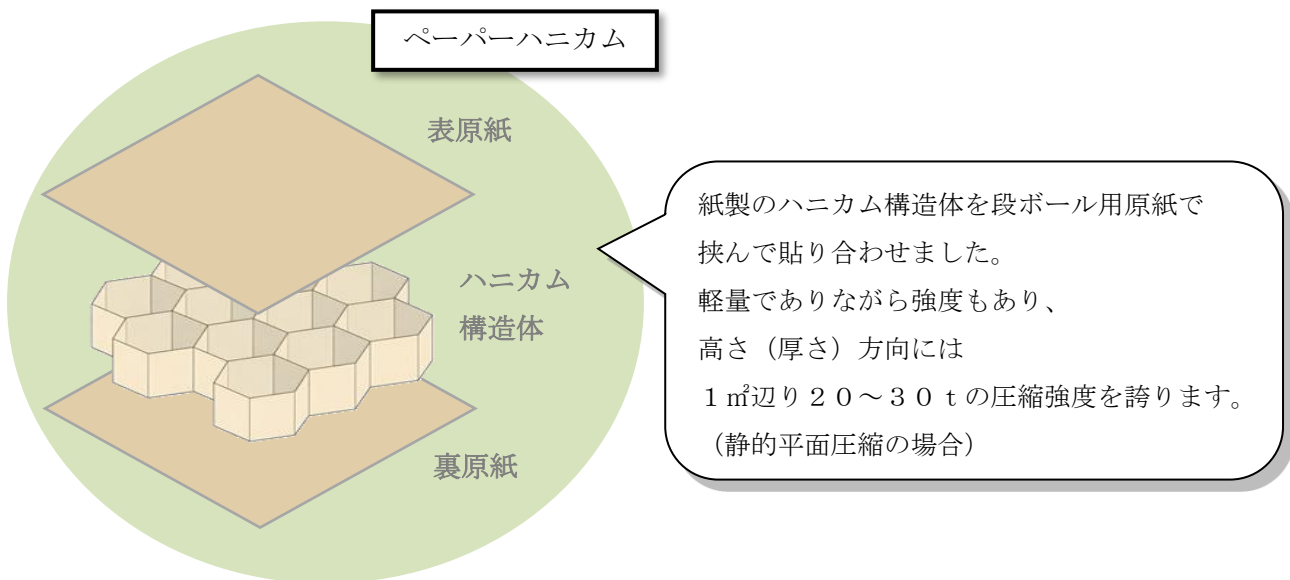 ペーパーハニカム
表原紙
ハニカム
構造体
裏原紙
紙製のハニカム構造体を段ボール用原紙で
挟んで貼り合わせました。
軽量でありながら強度もあり、
高さ（厚さ）方向には
１㎡辺り２０～３０ｔの圧縮強度を誇ります。
（静的平面圧縮の場合）